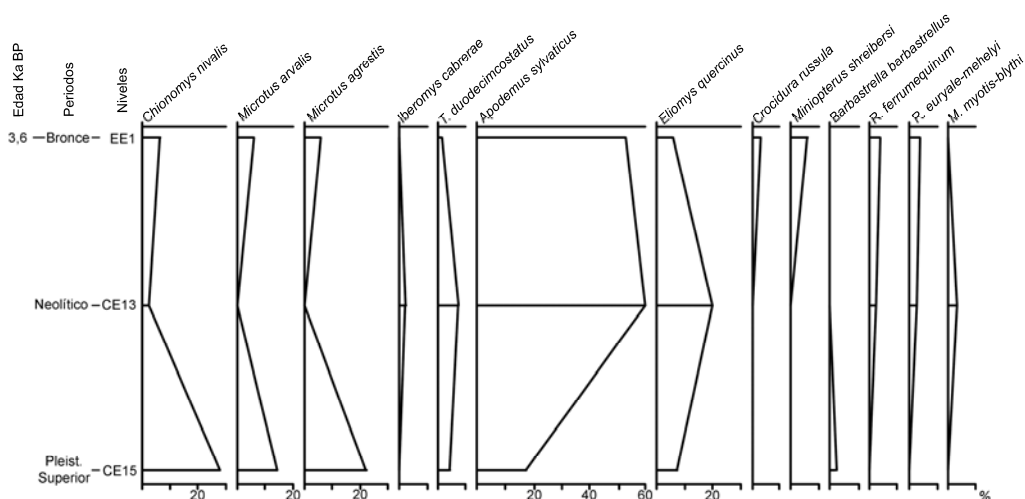 Edad Ka BP
Periodos
Niveles
Chionomys nivalis
Microtus arvalis
Microtus agrestis
Iberomys cabrerae
T. duodecimcostatus
Apodemus sylvaticus
Eliomys quercinus
Crocidura russula
Miniopterus shreibersi
Barbastrella barbastrellus
R. ferrumequinum
R. euryale-mehelyi
M. myotis-blythi
3,6 Bronce EE1
Neolítico CE13
Pleist.
Superior CE15
20 20 20 20 40 60 20 %